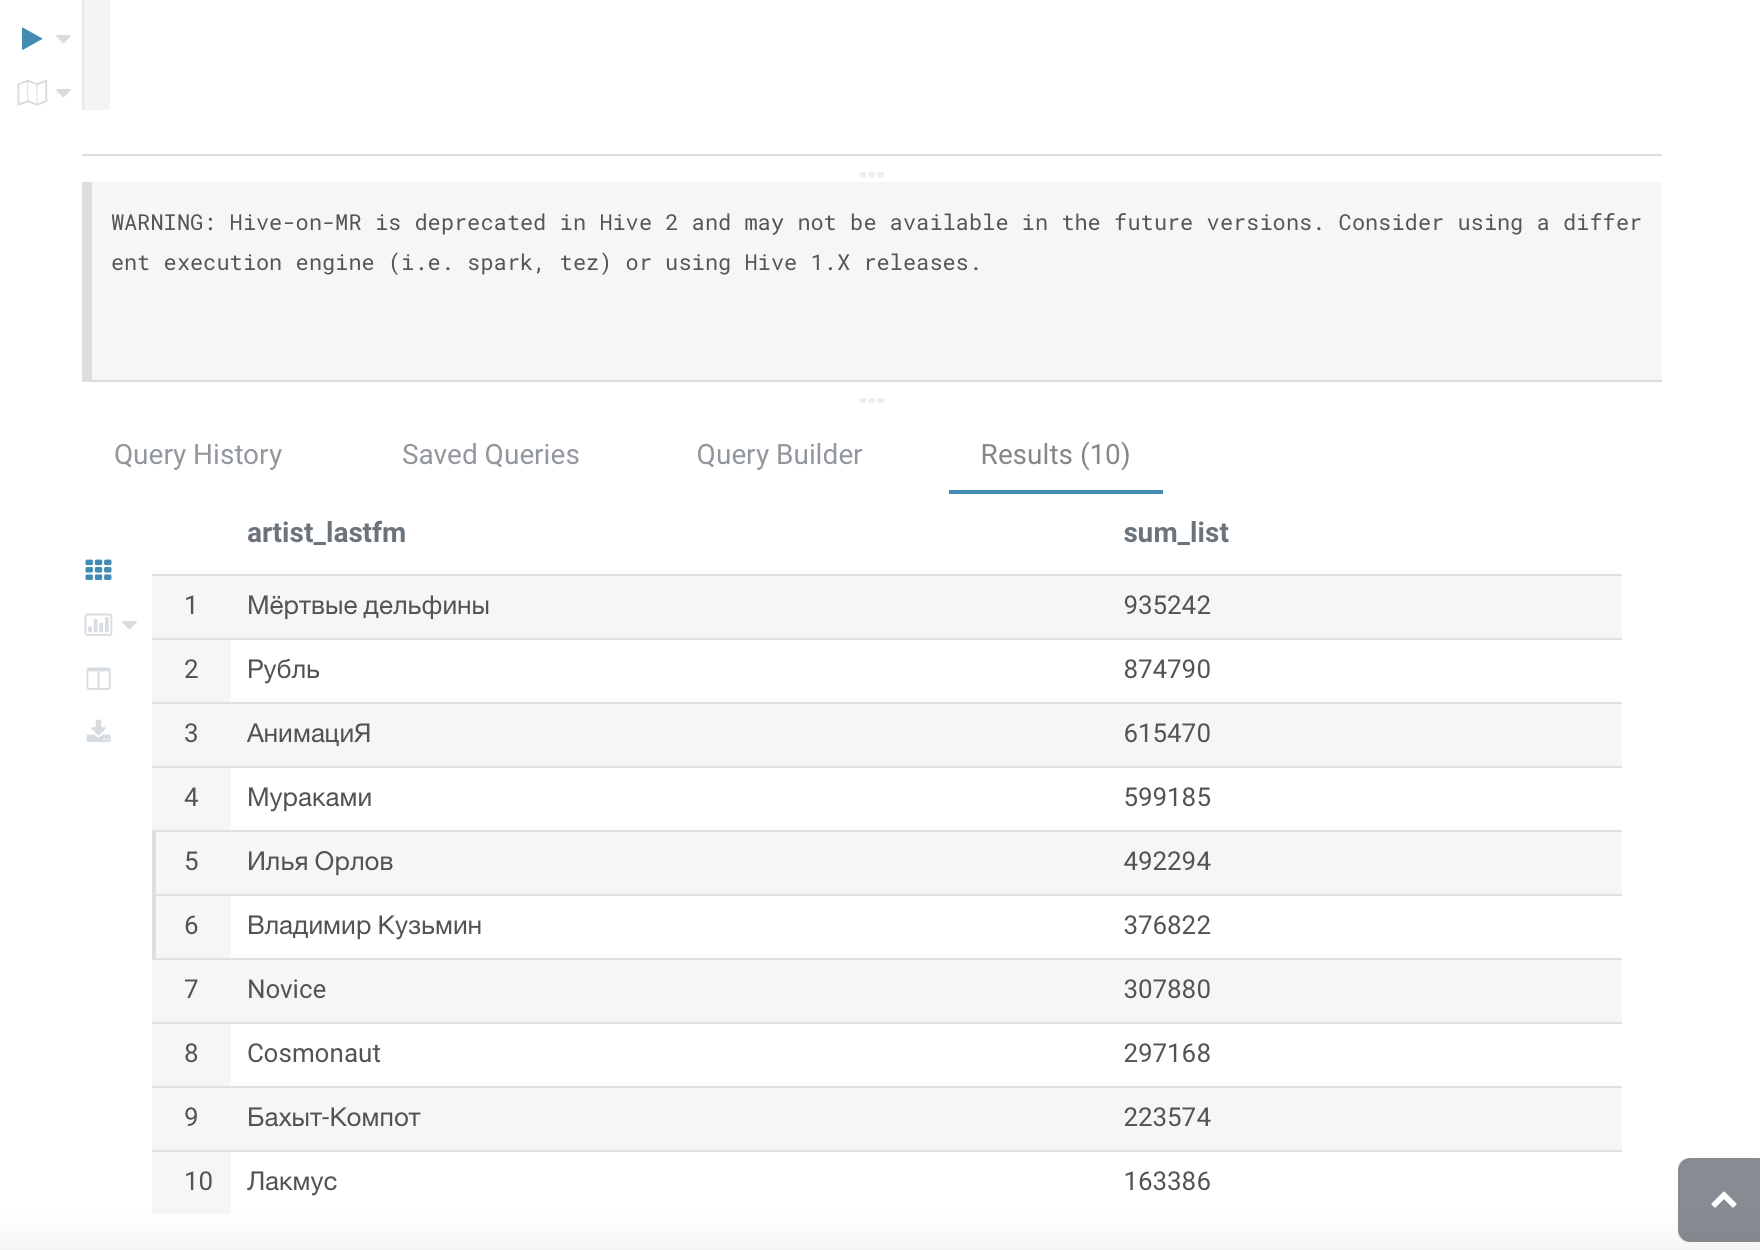 WARNING: Hive-on-MR is deprecated in Hive 2 and may not be available in the future versions. Consider using a differ
ent execution engine (i.e. spark, tez) or using Hive 1.X releases.
Query History Saved Queries Query Builder Results (10)
artist_lastfm sum_list
1 Мёртвые дельфины 935242
2 Рубль 874790
3 АнимациЯ 615470
4 Мураками 599185
5 Илья Орлов 492294
6 Владимир Кузьмин 376822
7 Novice 307880
8 Cosmonaut 297168
9 Бахыт-Компот 223574
10 Лакмус 163386